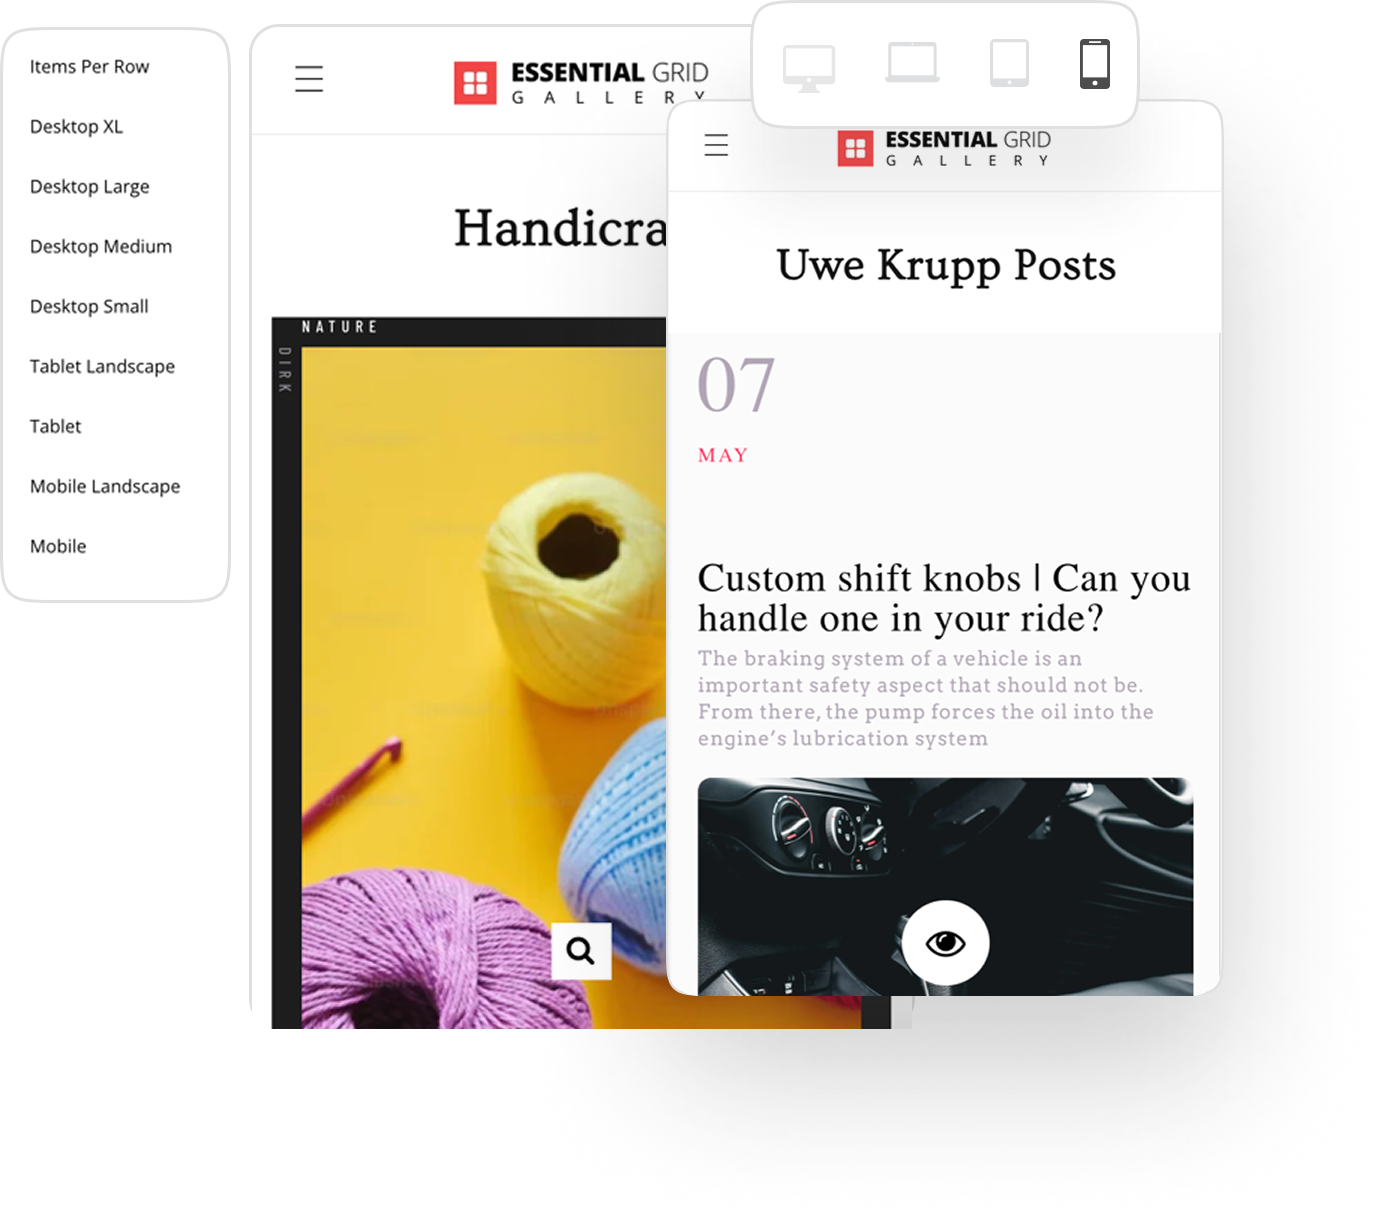 Items Per Row
Desktop XL
Desktop Large
Desktop Medium
Desktop Small
Tablet Landscape
Tablet
Mobile Landscape
Mobile
ESSENTIAL GRID
GALLERY
NATURE
DIRK
ESSENTIAL GRID
GALLERY
Uwe Krupp Posts
07
MAY
Custom shift knobs | Can you
handle one in your ride?
The braking system of a vehicle is an
important safety aspect that should not be.
From there, the pump forces the oil into the
engine’s lubrication system